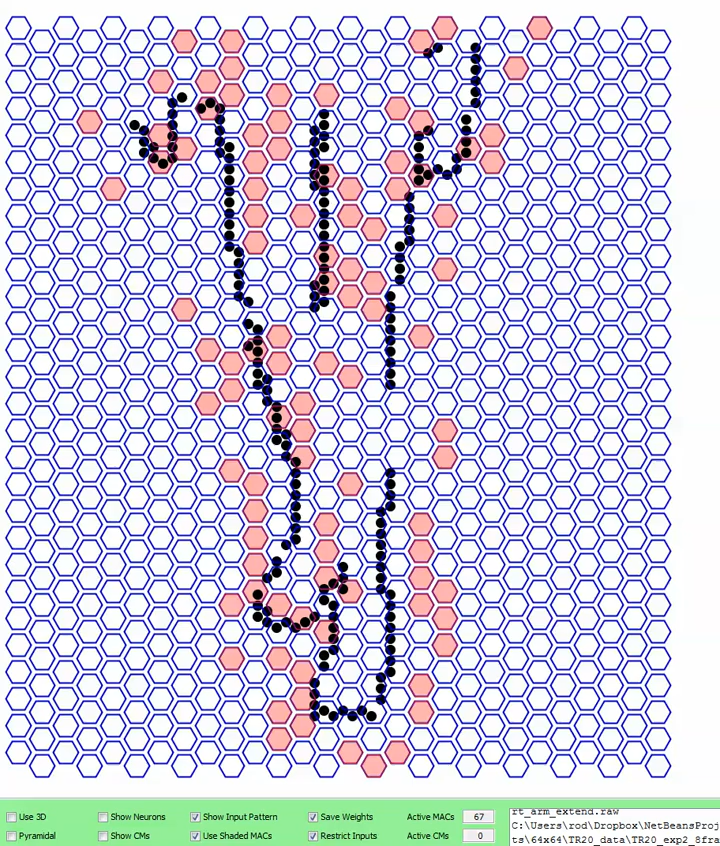 Use 3D
Show Neurons
Show Input Pattern
Save Weights
Active MACs 67
Pyramidal
Show CMs
Use Shaded MACs
Restrict Inputs
Active CMs 0
rt_arm_extend.raw
C:\Users\rod\Dropbox\NetBeansProj
ts\64x64\TR20_data\TR20_exp2_8fra